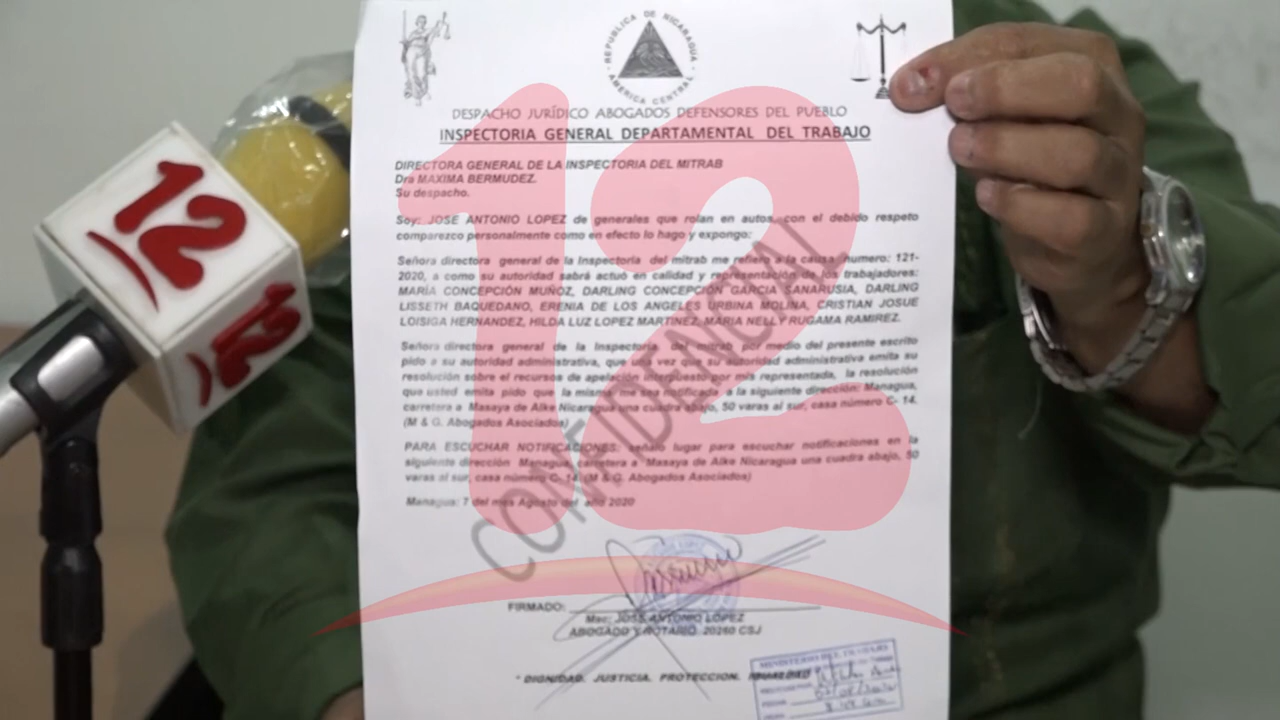 REPUBLICA DE NICARAGUA
AMERICA CENTRAL
DESPACHO JURÍDICO ABOGADOS DEFENSORES DEL PUEBLO
INSPECTORIA GENERAL DEPARTAMENTAL DEL TRABAJO
DIRECTORA GENERAL DE LA INSPECTORIA DEL MITRAB
Dra MAXIMA BERMUDEZ.
Su despacho.
Soy: JOSE ANTONIO LOPEZ de generales que rolan en autos, con el debido respeto
comparezco personalmente como en efecto lo hago y expongo:
Señora directora general de la Inspectoria del mitrab me refiero a la causa numero: 121-
2020, a como su autoridad sabrá actuó en calidad y representación de los trabajadores:
MARÍA CONCEPCIÓN MUÑOZ, DARLING CONCEPCIÓN GARCIA SANARUSIA, DARLING
LISSETH BAQUEDANO, ERENIA DE LOS ANGELES URBINA MOLINA, CRISTIAN JOSUE
LOISIGA HERNANDEZ, HILDA LUZ LOPEZ MARTINEZ, MARIA NELLY RUGAMA RAMIREZ.
Señora directora general de la Inspectoria del mitrab por medio del presente escrito
pido a su autoridad administrativa, que una vez que su autoridad administrativa emita su
resolución sobre el recursos de apelación interpuesto por mis representada, la resolución
que usted emita pido que la misma me sea notificada a la siguiente dirección: Managua,
carretera a Masaya de Alke Nicaragua una cuadra abajo, 50 varas al sur, casa número C- 14.
(M & G. Abogados Asociados)
PARA ESCUCHAR NOTIFICACIONES: señalo lugar para escuchar notificaciones en la
siguiente dirección Managua, carretera a Masaya de Alke Nicaragua una cuadra abajo, 50
varas al sur, casa número C- 14. (M & G. Abogados Asociados)
Managua: 7 del mes Agosto del año 2020
CONFIDENCIAL
12
12
12
FIRMADO:
Msc: JOSE ANTONIO LOPEZ
ABOGADO Y NOTARIO. 20260 CSJ
" DIGNIDAD. JUSTICIA. PROTECCION.
MINISTERIO DEL TRABAJO